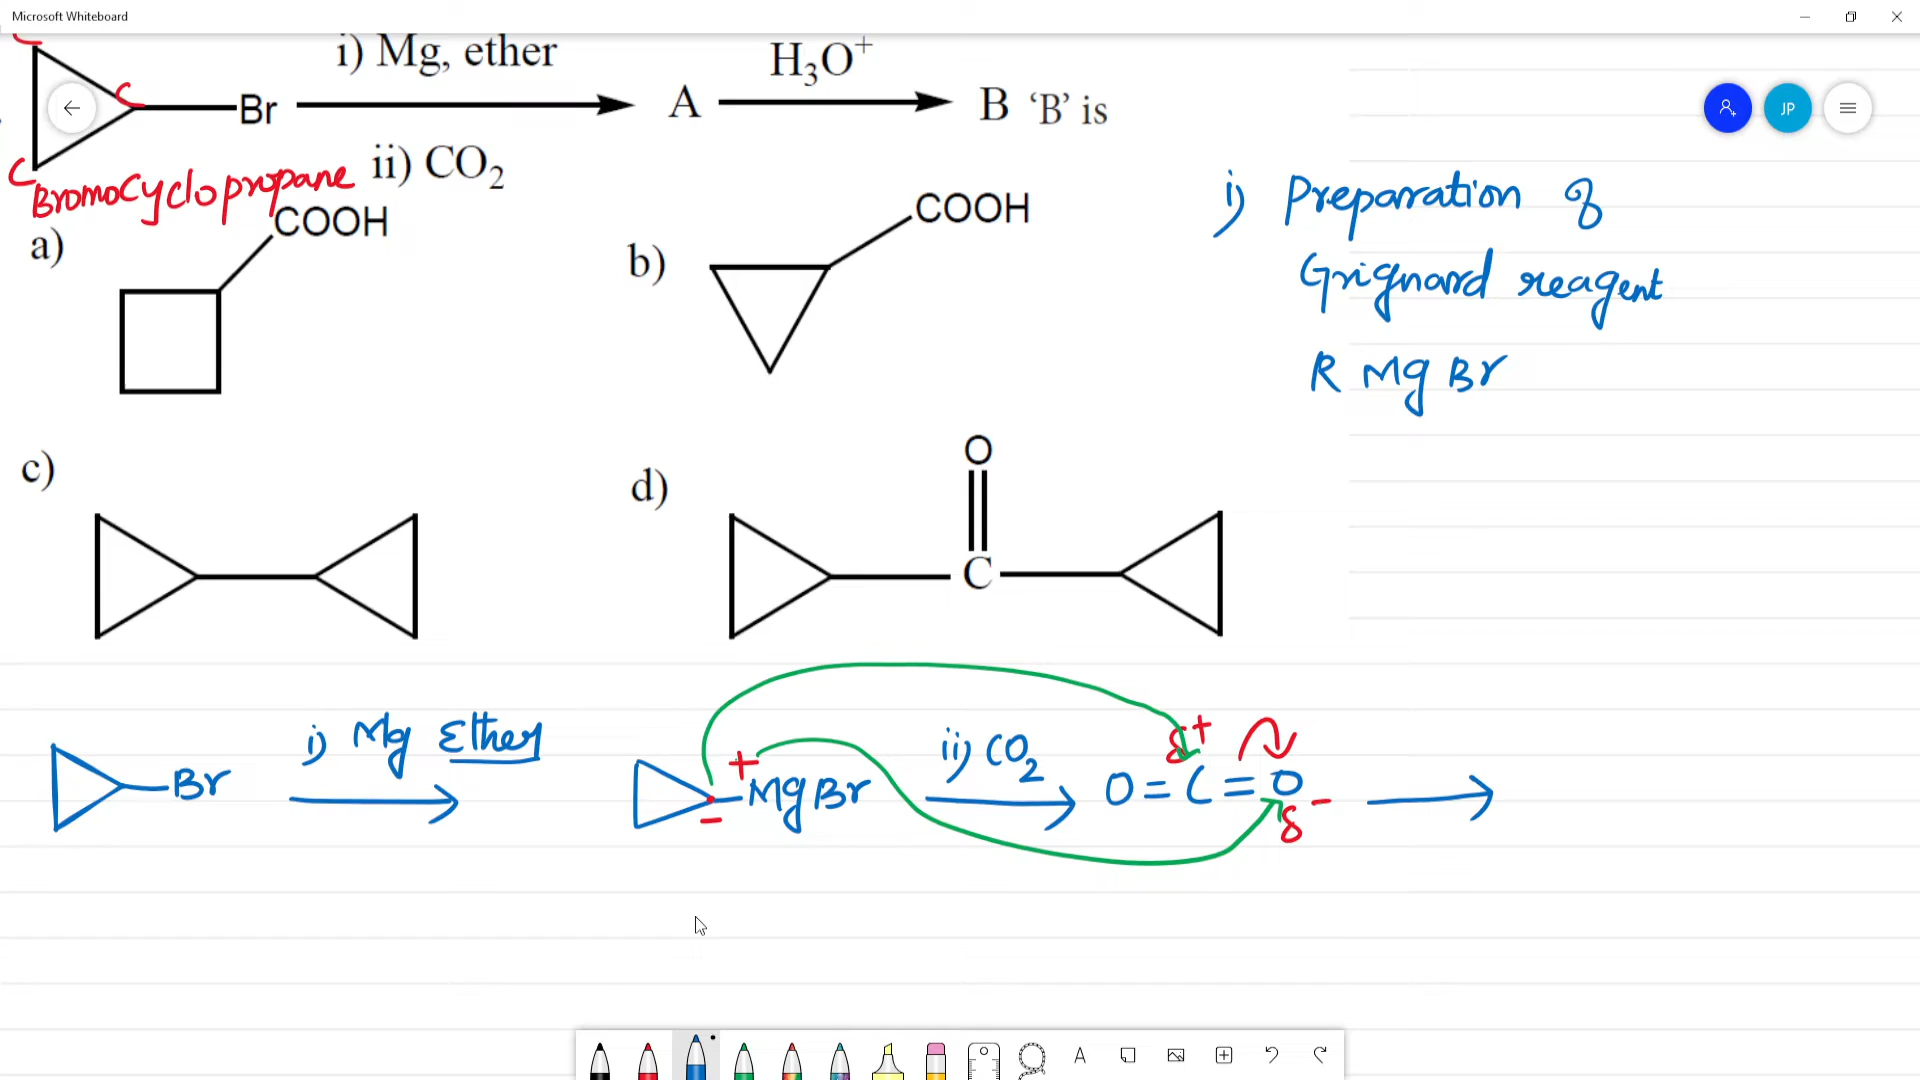 Microsoft Whiteboard
i) Mg, ether
H₃O⁺
C
C
Br
A
B 'B' is
ii) CO₂
C
Bromocyclopropane
JP
a)
COOH
b)
COOH
i) Preparation of
Grignard reagent
R Mg Br
c)
d)
O
C
Br
i) Mg Ether
+
MgBr
−
ii) CO₂
δ+
O = C = O
δ −
A